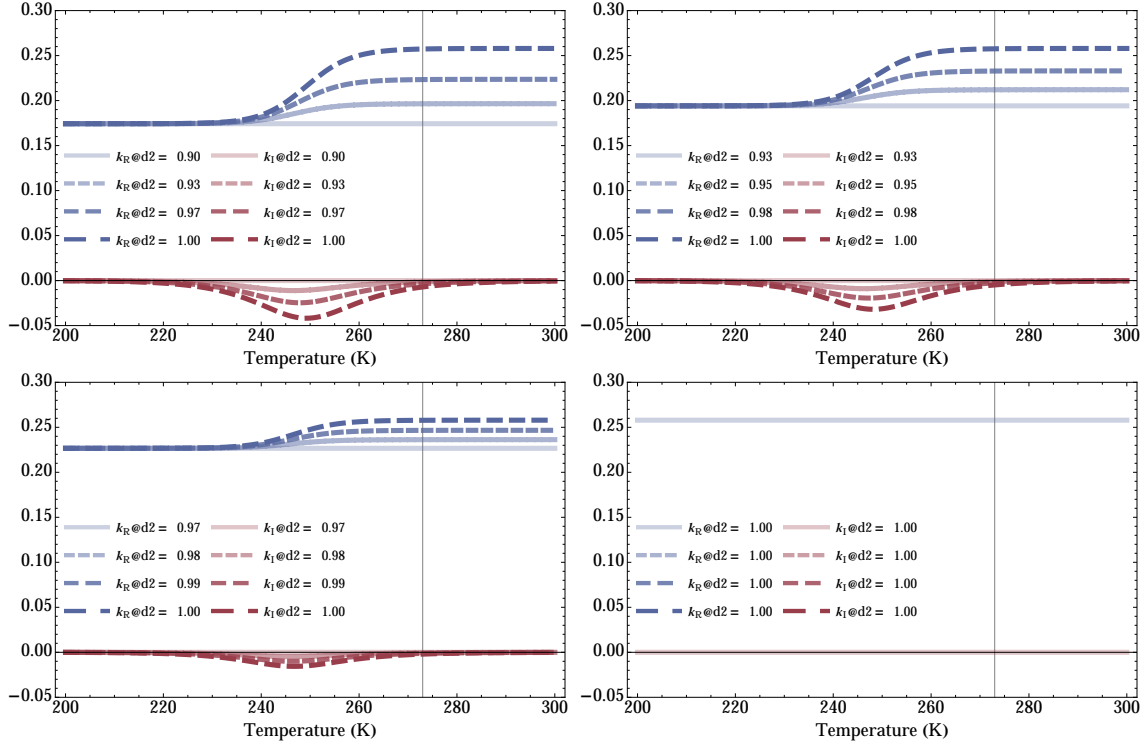 0.30
0.25
0.20
0.15
0.10
0.05
0.00
−0.05
k_R@d2 = 0.90 k_I@d2 = 0.90
k_R@d2 = 0.93 k_I@d2 = 0.93
k_R@d2 = 0.97 k_I@d2 = 0.97
k_R@d2 = 1.00 k_I@d2 = 1.00
200 220 240 260 280 300
Temperature (K)
0.30
0.25
0.20
0.15
0.10
0.05
0.00
−0.05
k_R@d2 = 0.93 k_I@d2 = 0.93
k_R@d2 = 0.95 k_I@d2 = 0.95
k_R@d2 = 0.98 k_I@d2 = 0.98
k_R@d2 = 1.00 k_I@d2 = 1.00
200 220 240 260 280 300
Temperature (K)
0.30
0.25
0.20
0.15
0.10
0.05
0.00
−0.05
k_R@d2 = 0.97 k_I@d2 = 0.97
k_R@d2 = 0.98 k_I@d2 = 0.98
k_R@d2 = 0.99 k_I@d2 = 0.99
k_R@d2 = 1.00 k_I@d2 = 1.00
200 220 240 260 280 300
Temperature (K)
0.30
0.25
0.20
0.15
0.10
0.05
0.00
−0.05
k_R@d2 = 1.00 k_I@d2 = 1.00
k_R@d2 = 1.00 k_I@d2 = 1.00
k_R@d2 = 1.00 k_I@d2 = 1.00
k_R@d2 = 1.00 k_I@d2 = 1.00
200 220 240 260 280 300
Temperature (K)